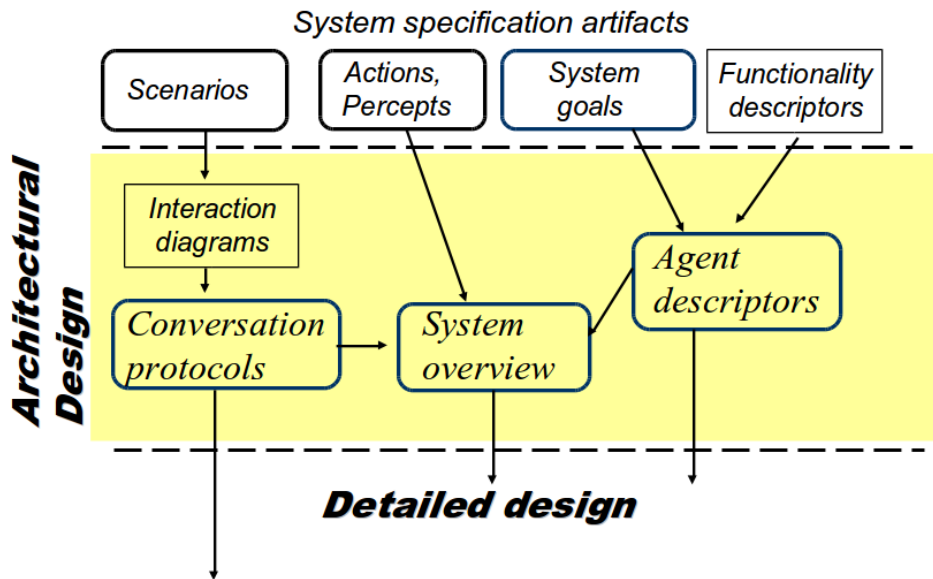 System specification artifacts
Scenarios
Actions,
Percepts
System
goals
Functionality
descriptors
Architectural
Design
Interaction
diagrams
Agent
descriptors
Conversation
protocols
System
overview
Detailed design